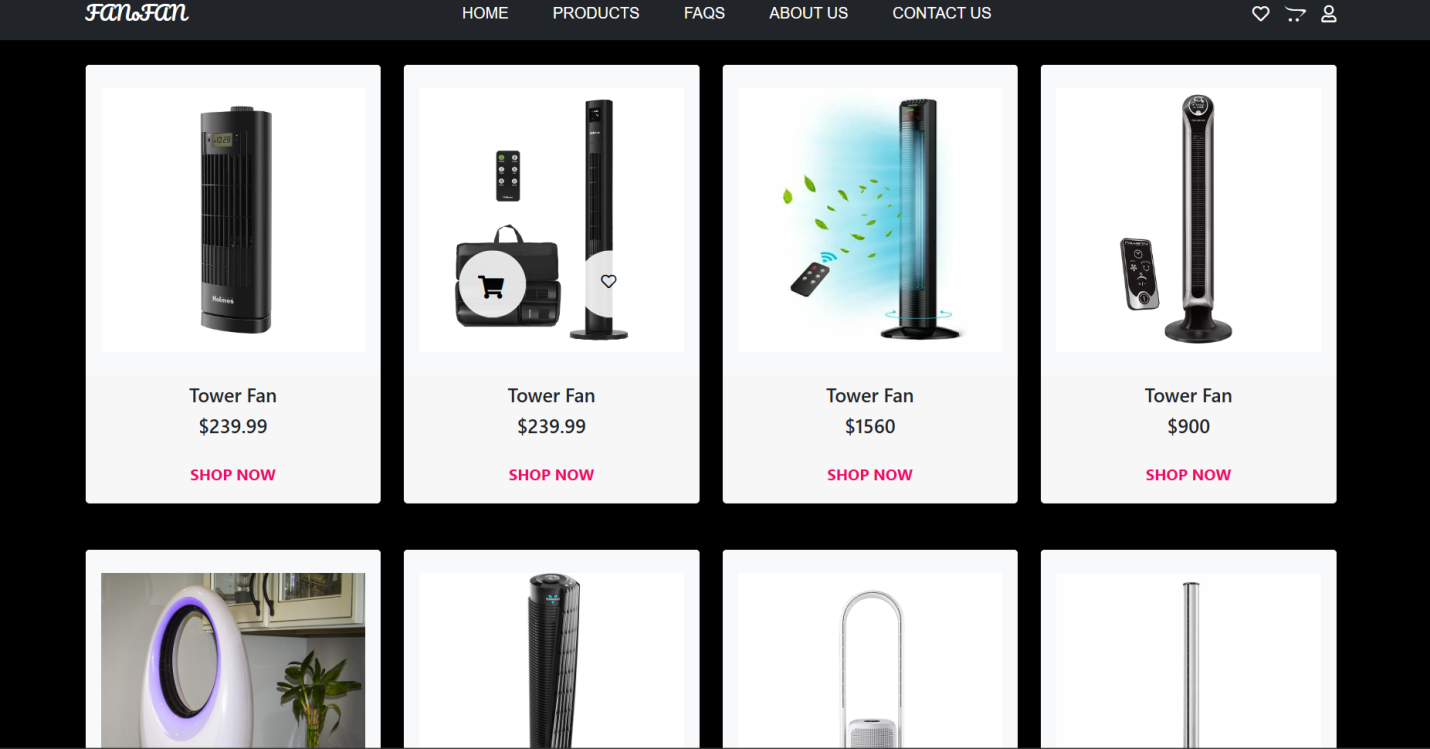 FANoFAN
HOME PRODUCTS FAQS ABOUT US CONTACT US
Holmes
Tower Fan
$239.99
SHOP NOW
Tower Fan
$239.99
SHOP NOW
Tower Fan
$1560
SHOP NOW
Tower Fan
$900
SHOP NOW